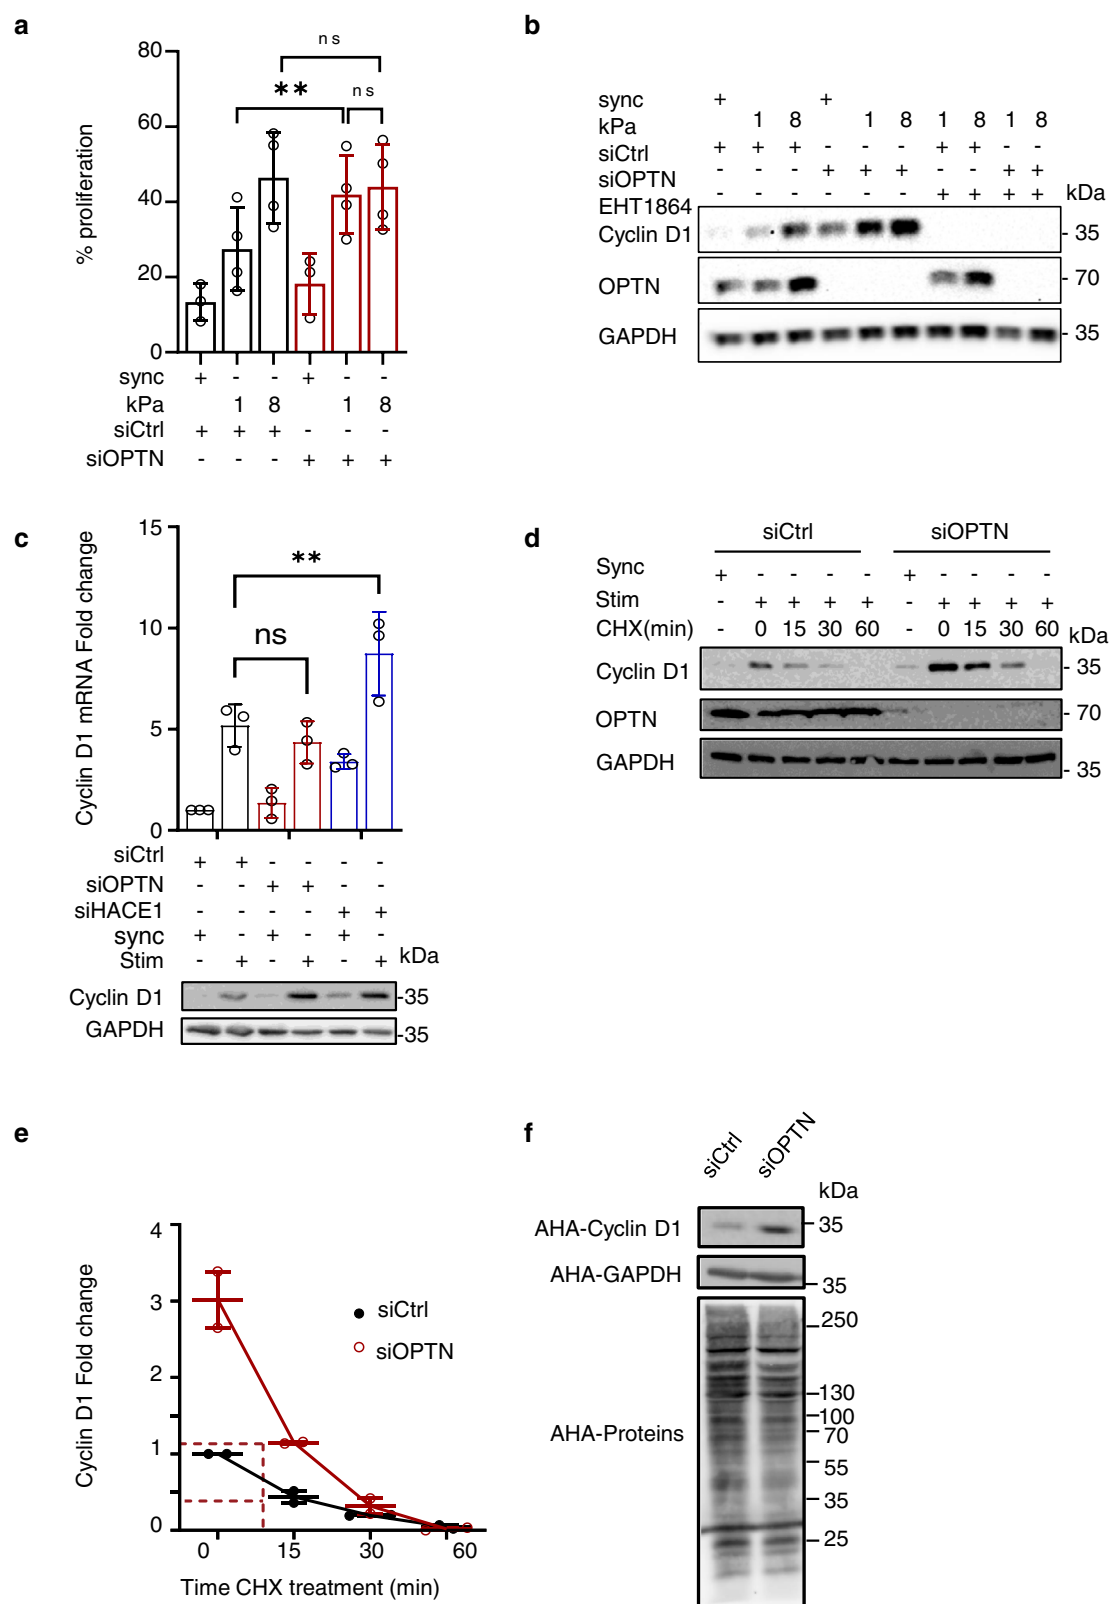 a
n s
**
n s
80
60
40
20
0
% proliferation
sync + - - + - -
kPa 1 8 1 8
siCtrl + + + - - -
siOPTN - - - + + +
b
sync + +
kPa 1 8 1 8 1 8 1 8
siCtrl + + + - - - + + - -
siOPTN - - - + + + - - + +
EHT1864 - - - - - - + + + +
kDa
Cyclin D1 - 35
OPTN - 70
GAPDH - 35
c
15
10
5
0
Cyclin D1 mRNA Fold change
**
ns
siCtrl + + - - - -
siOPTN - - + + - -
siHACE1 - - - - + +
sync + - + - + -
Stim - + - + - + kDa
Cyclin D1 -35
GAPDH -35
d
siCtrl siOPTN
Sync + - - - - + - - - -
Stim - + + + + - + + + +
CHX(min) - 0 15 30 60 - 0 15 30 60 kDa
Cyclin D1 - 35
OPTN - 70
GAPDH - 35
e
4
3
2
1
0
Cyclin D1 Fold change
siCtrl
siOPTN
0 15 30 60
Time CHX treatment (min)
f
siCtrl siOPTN
kDa
AHA-Cyclin D1 35
AHA-GAPDH 35
AHA-Proteins
250
130
100
70
55
35
25